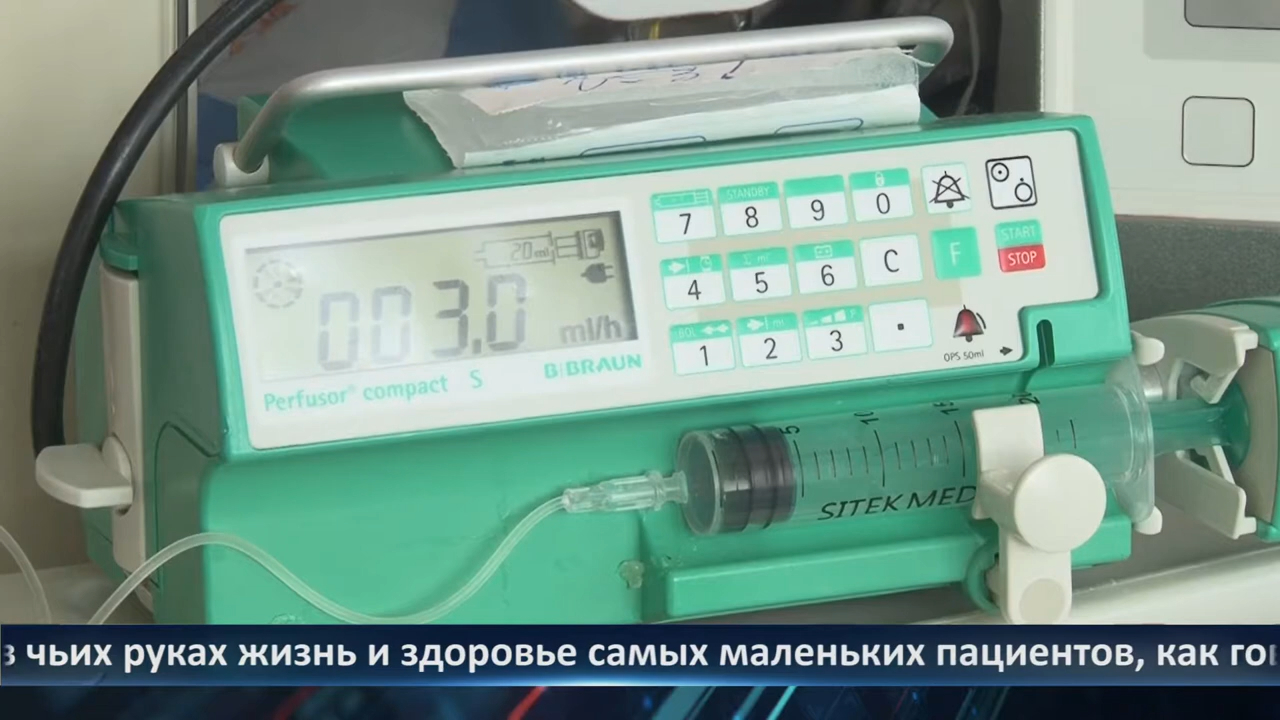 20ml
003.0 ml/h
Perfusor® compact S
B|BRAUN
7
STANDBY
8
9
0
4
Σ ml
5
6
C
F
START
STOP
BOL
1
ml
2
F
3
.
OPS 50ml
5 10 15 20
SITEK MED
в чьих руках жизнь и здоровье самых маленьких пациентов, как го